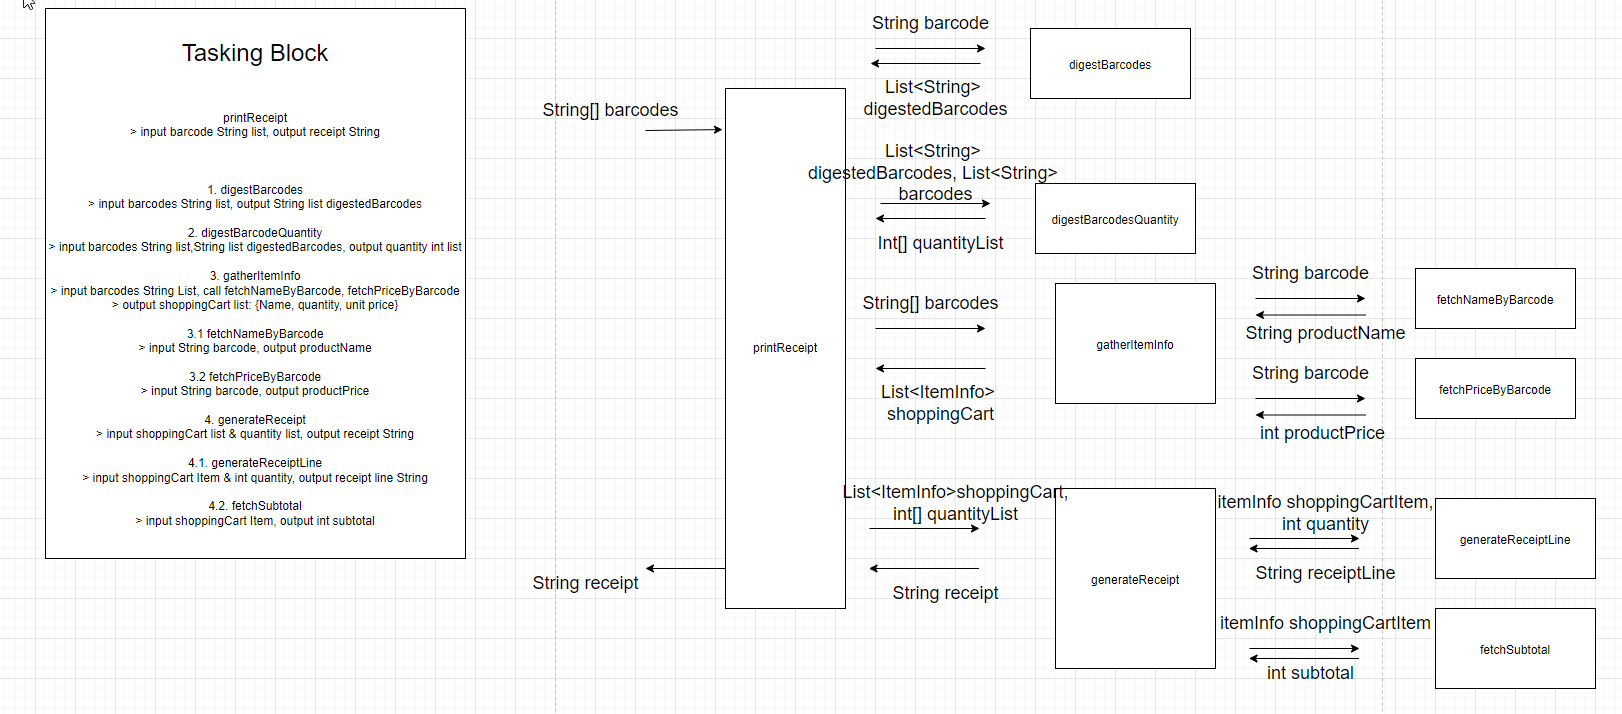 Tasking Block
printReceipt
> input barcode String list, output receipt String
1. digestBarcodes
> input barcodes String list, output String list digestedBarcodes
2. digestBarcodeQuantity
> input barcodes String list,String list digestedBarcodes, output quantity int list
3. gatherItemInfo
> input barcodes String List, call fetchNameByBarcode, fetchPriceByBarcode
> output shoppingCart list: {Name, quantity, unit price}
3.1 fetchNameByBarcode
> input String barcode, output productName
3.2 fetchPriceByBarcode
> input String barcode, output productPrice
4. generateReceipt
> input shoppingCart list & quantity list, output receipt String
4.1. generateReceiptLine
> input shoppingCart Item & int quantity, output receipt line String
4.2. fetchSubtotal
> input shoppingCart Item, output int subtotal
String[] barcodes
String receipt
printReceipt
String barcode
List<String>
digestedBarcodes
digestBarcodes
List<String>
digestedBarcodes, List<String>
barcodes
Int[] quantityList
digestBarcodesQuantity
String[] barcodes
List<ItemInfo>
shoppingCart
gatherItemInfo
String barcode
String productName
fetchNameByBarcode
String barcode
int productPrice
fetchPriceByBarcode
List<ItemInfo>shoppingCart,
int[] quantityList
String receipt
generateReceipt
itemInfo shoppingCartItem,
int quantity
String receiptLine
generateReceiptLine
itemInfo shoppingCartItem
int subtotal
fetchSubtotal